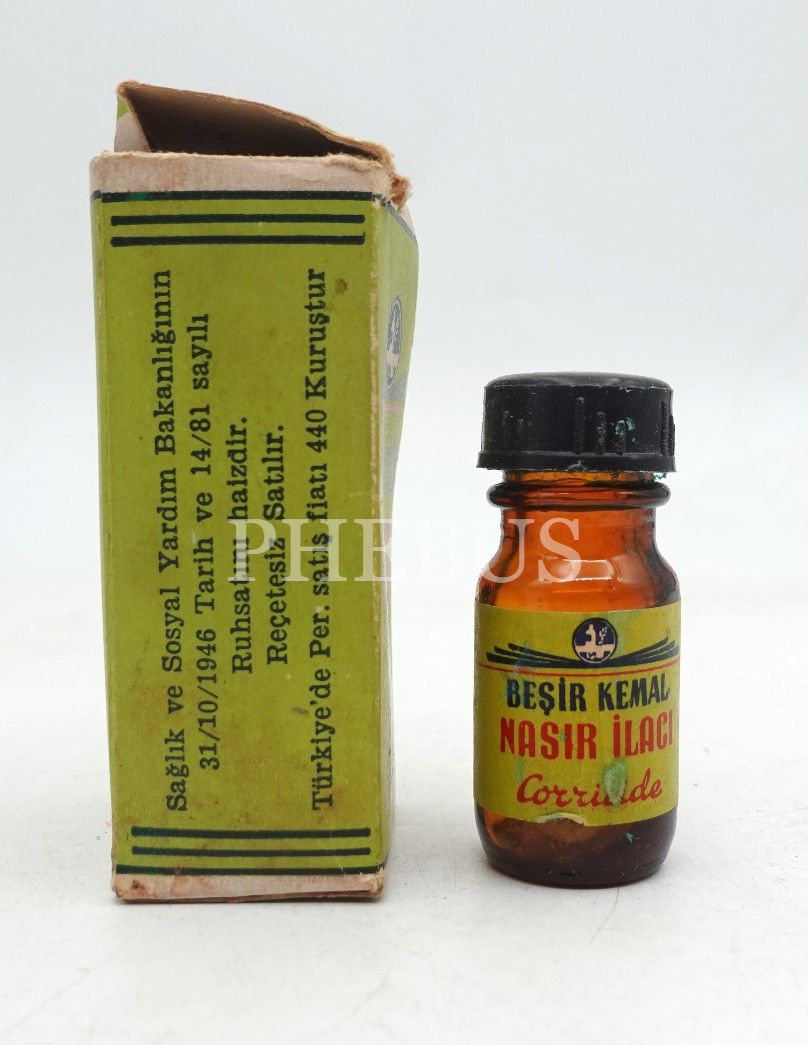 Sağlık ve Sosyal Yardım Bakanlığının
31/10/1946 Tarih ve 14/81 sayılı
Ruhsatını haizdir.
Reçetesiz Satılır.
Türkiye'de Per. satış fiatı 440 Kuruştur
PHEBUS
BEŞİR KEMAL
NASIR İLACI